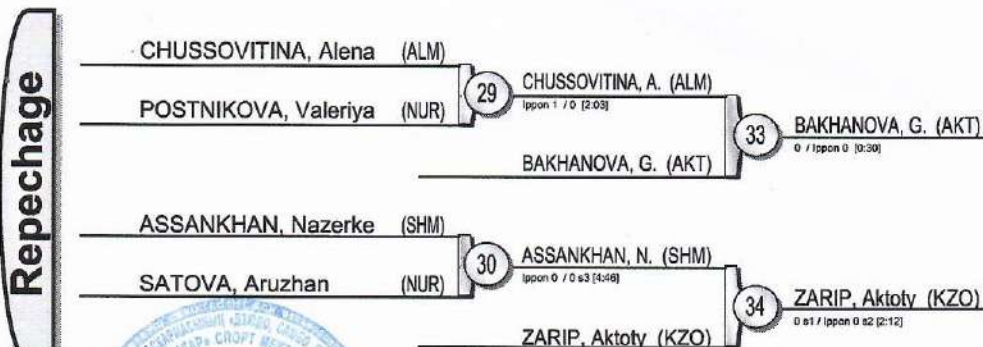 Repechage
CHUSSOVITINA, Alena (ALM)
POSTNIKOVA, Valeriya (NUR)
29
CHUSSOVITINA, A. (ALM)
Ippon 1 / 0 [2:03]
BAKHANOVA, G. (AKT)
33
BAKHANOVA, G. (AKT)
0 / Ippon 0 [0:30]
ASSANKHAN, Nazerke (SHM)
SATOVA, Aruzhan (NUR)
30
ASSANKHAN, N. (SHM)
Ippon 0 / 0 s3 [4:46]
ZARIP, Aktoty (KZO)
34
ZARIP, Aktoty (KZO)
0 s1 / Ippon 0 s2 [2:12]
СПОРТ